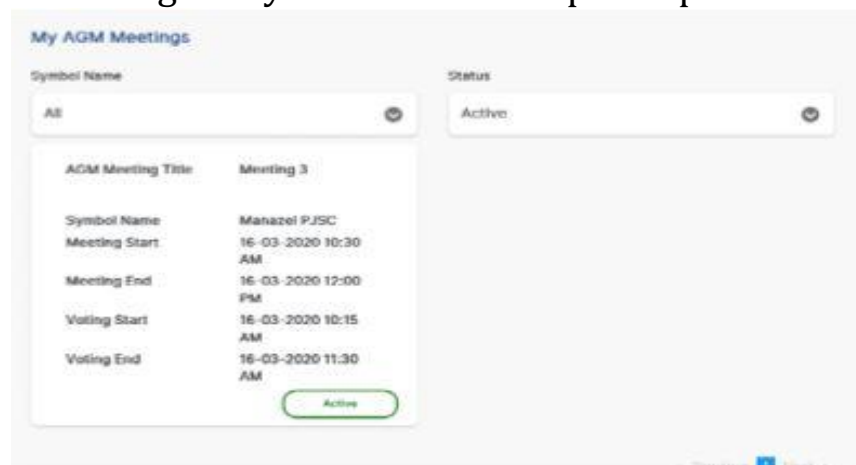 My AGM Meetings
Symbol Name
Status
All
Active
AGM Meeting Title Meeting 3
Symbol Name Manazel PJSC
Meeting Start 16-03-2020 10:30
AM
Meeting End 16-03-2020 12:00
PM
Voting Start 16-03-2020 10:15
AM
Voting End 16-03-2020 11:30
AM
Active
1